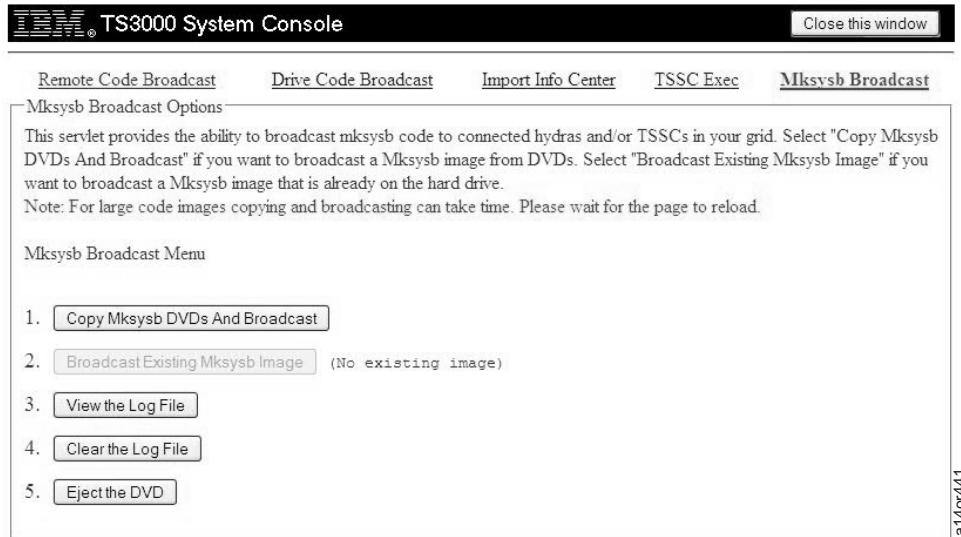 IBM® TS3000 System Console Close this window
Remote Code Broadcast Drive Code Broadcast Import Info Center TSSC Exec Mksysb Broadcast
Mksysb Broadcast Options
This servlet provides the ability to broadcast mksysb code to connected hydras and/or TSSCs in your grid. Select "Copy Mksysb
DVDs And Broadcast" if you want to broadcast a Mksysb image from DVDs. Select "Broadcast Existing Mksysb Image" if you
want to broadcast a Mksysb image that is already on the hard drive.
Note: For large code images copying and broadcasting can take time. Please wait for the page to reload.
Mksysb Broadcast Menu
1. Copy Mksysb DVDs And Broadcast
2. Broadcast Existing Mksysb Image (No existing image)
3. View the Log File
4. Clear the Log File
5. Eject the DVD
a14or441